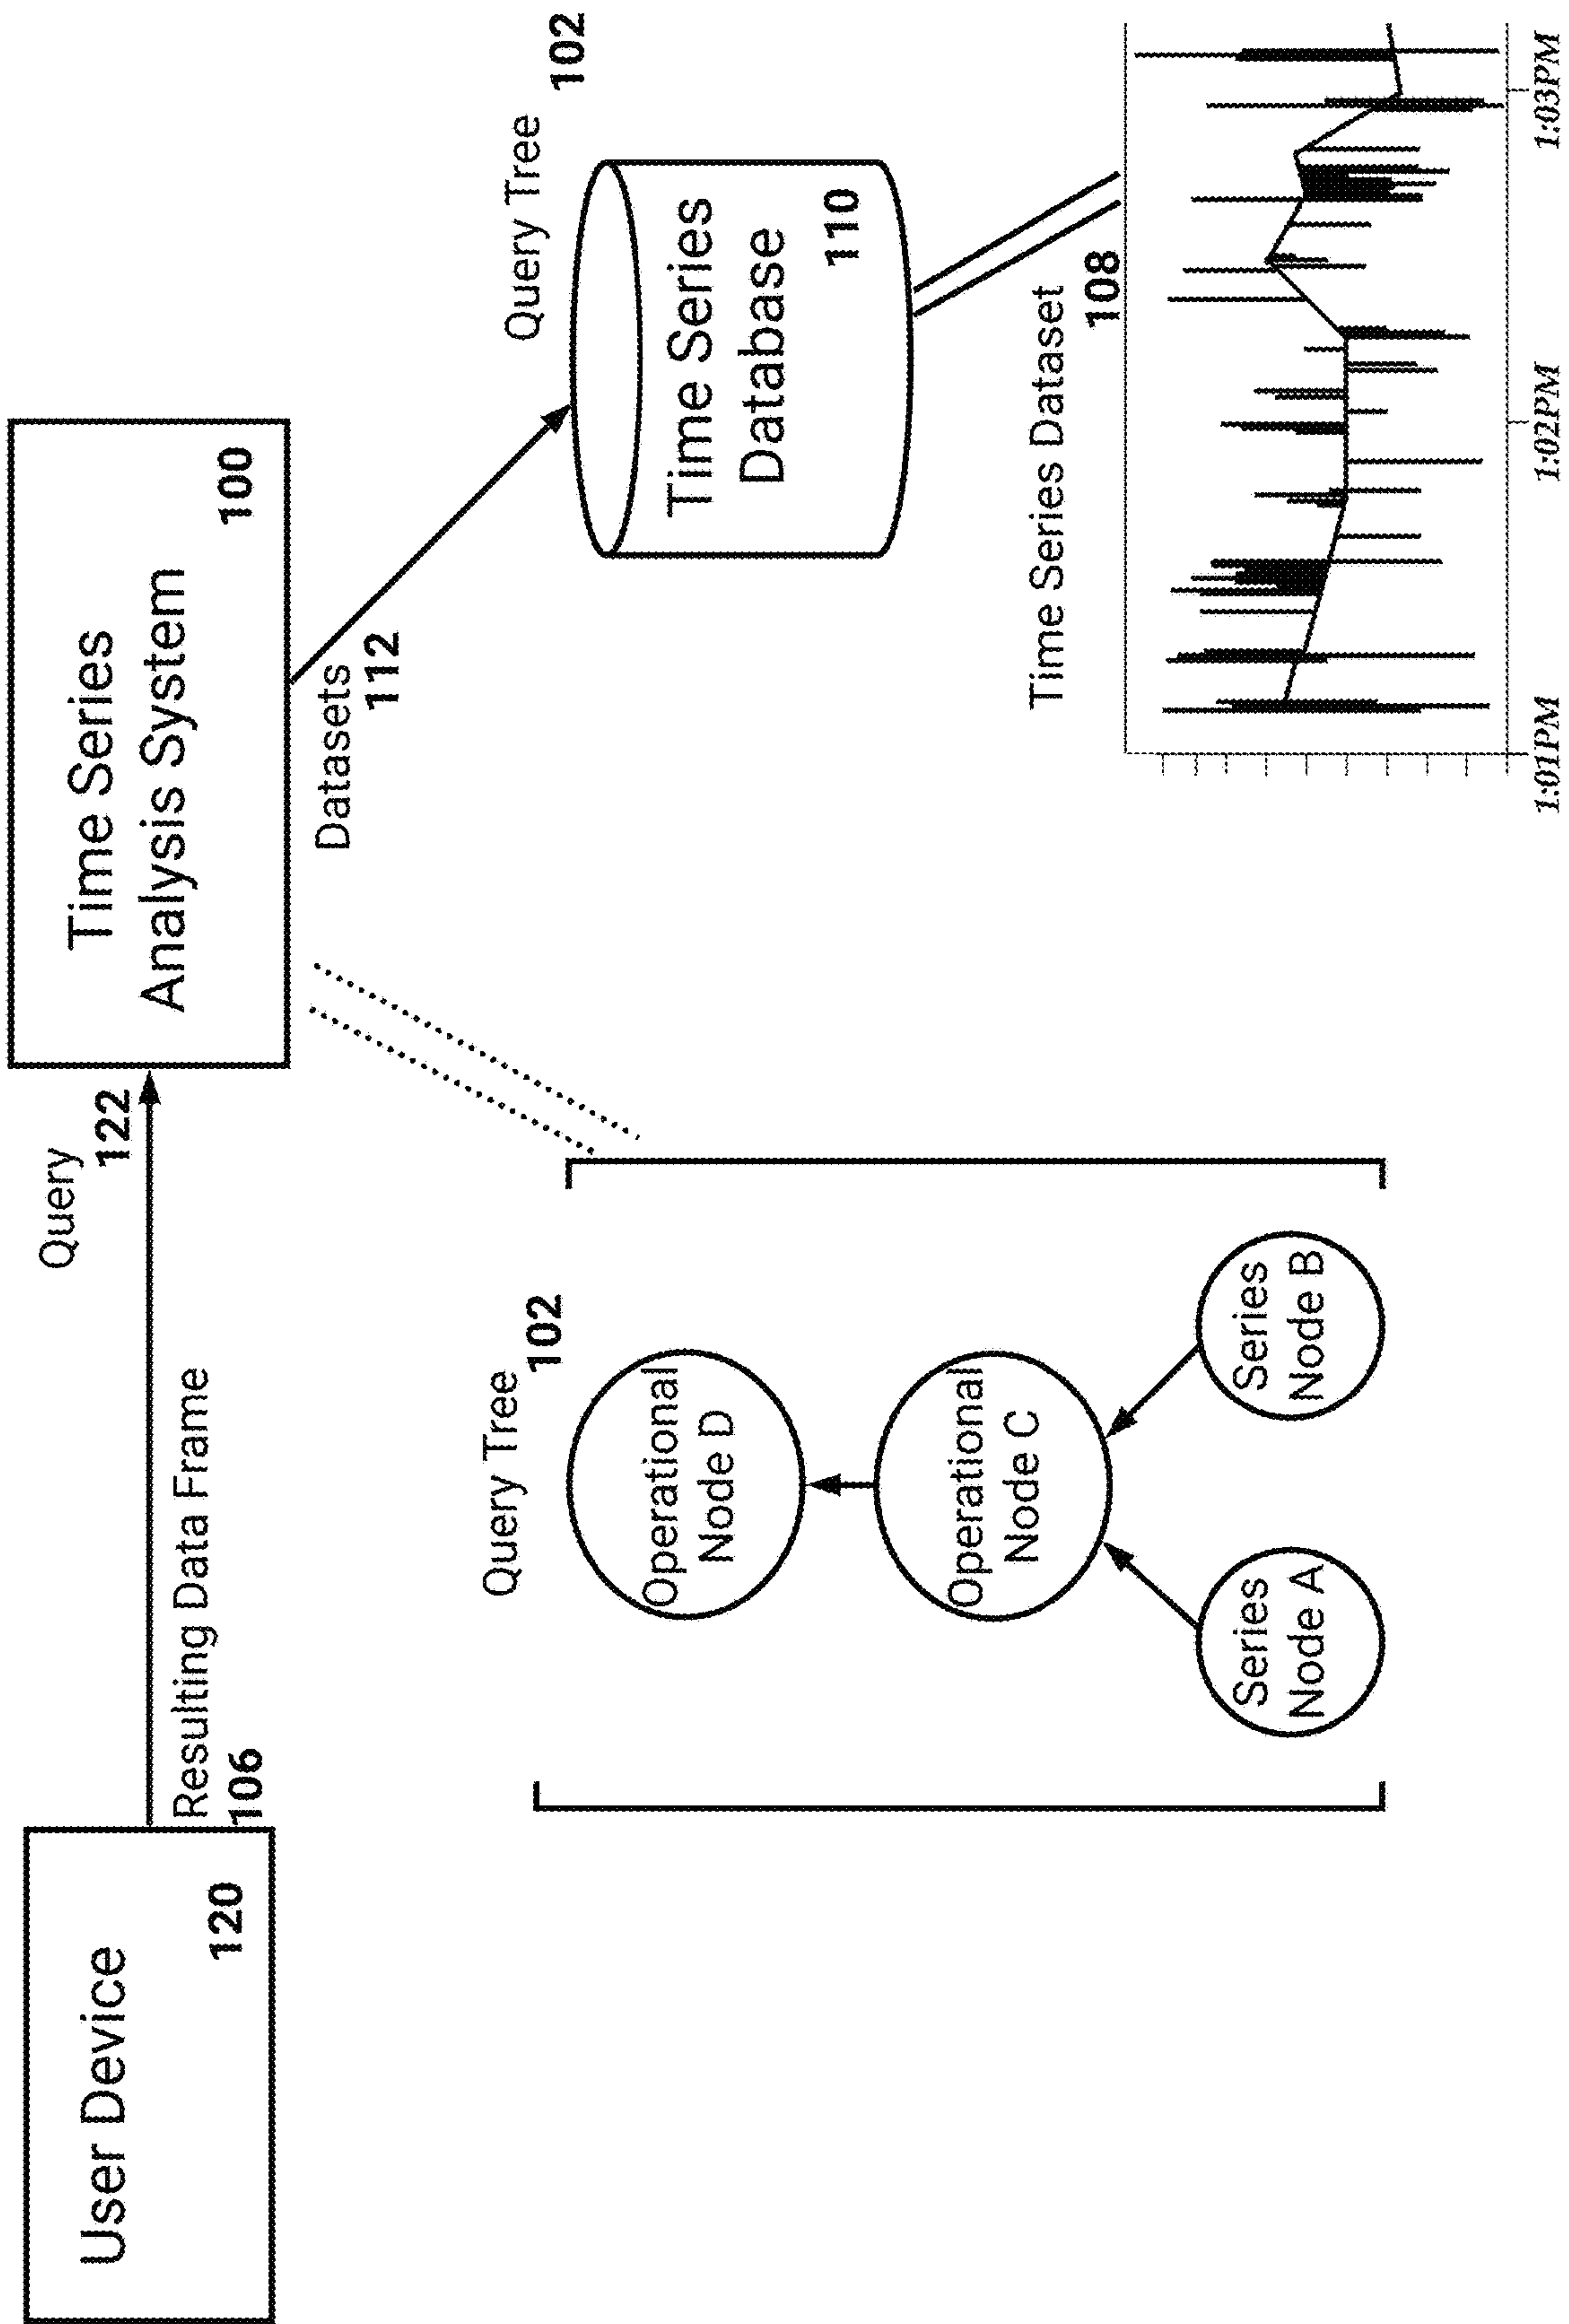 User Device
120
Query
122
Resulting Data Frame
106
Time Series
Analysis System
100
Datasets
112
Query Tree
102
Time Series
Database
110
Query Tree
102
Operational
Node D
Operational
Node C
Series
Node A
Series
Node B
Time Series Dataset
108
1:01PM
1:02PM
1:03PM